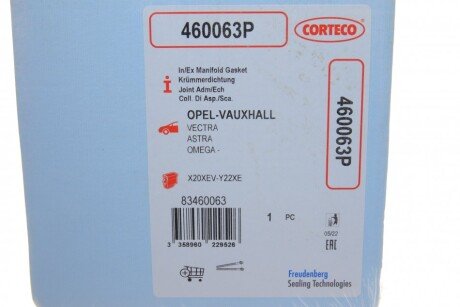 460063P
CORTECO
In/Ex Manifold Gasket
Krümmerdichtung
Joint Adm/Ech
Coll. Di Asp./Sca.
OPEL-VAUXHALL
VECTRA
ASTRA
OMEGA -
X20XEV-Y22XE
460063P
83460063
1 PC
3 358960 229526
05/22
EAC
Freudenberg
Sealing Technologies